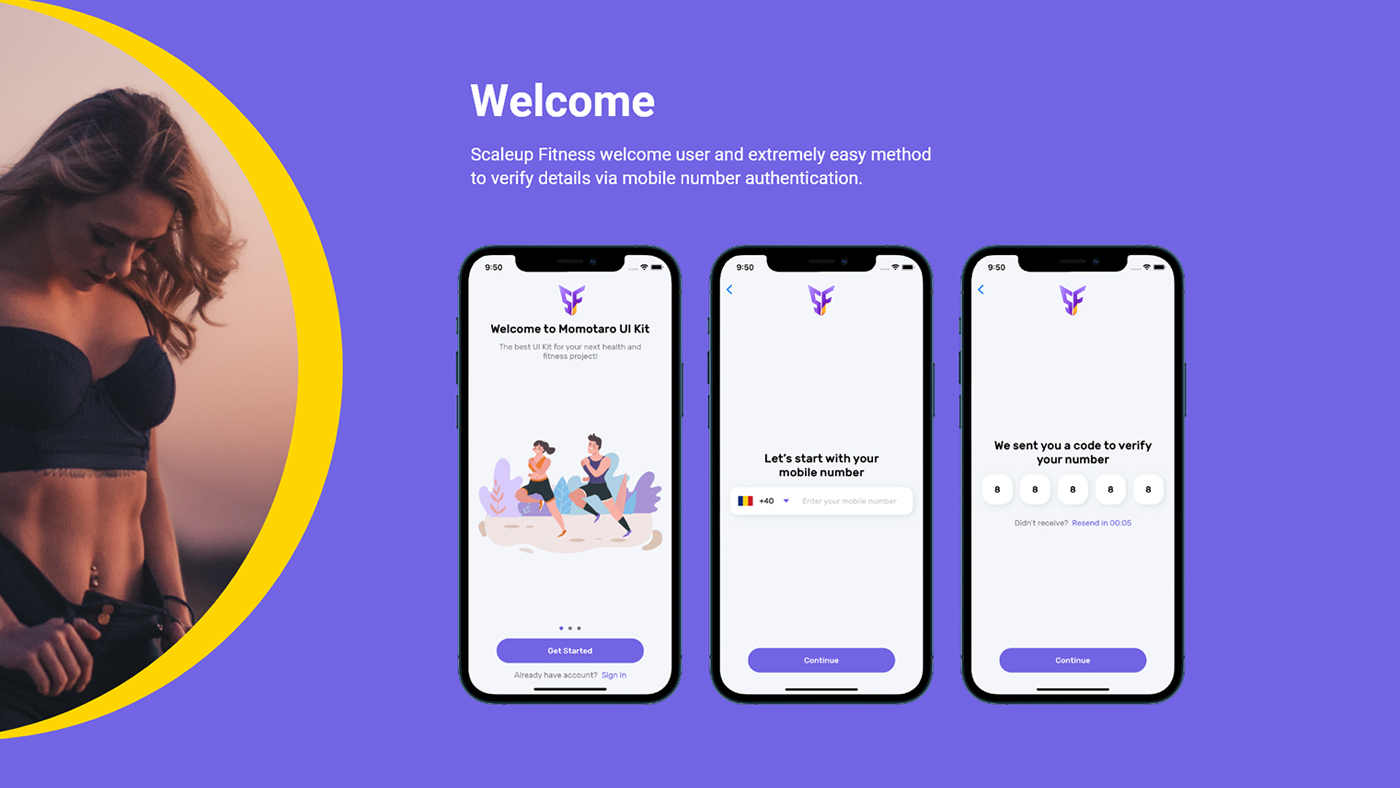 Welcome
Scaleup Fitness welcome user and extremely easy method
to verify details via mobile number authentication.
9:50
SF
Welcome to Momotaro UI Kit
The best UI Kit for your next health and
fitness project!
Get Started
Already have account? Sign in
9:50
SF
Let's start with your
mobile number
+40
Enter your mobile number
Continue
9:50
SF
We sent you a code to verify
your number
8 8 8 8 8
Didn't receive? Resend in 00:05
Continue